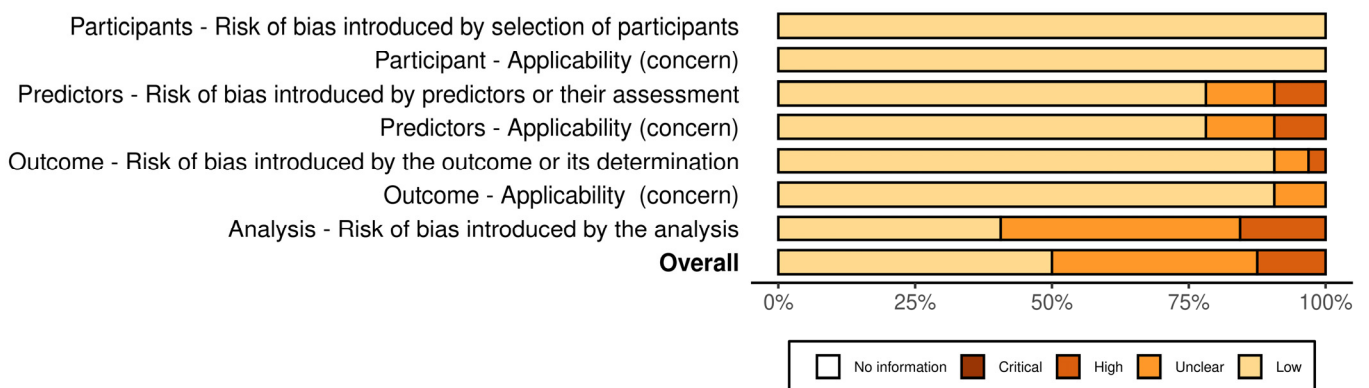 Participants - Risk of bias introduced by selection of participants
Participant - Applicability (concern)
Predictors - Risk of bias introduced by predictors or their assessment
Predictors - Applicability (concern)
Outcome - Risk of bias introduced by the outcome or its determination
Outcome - Applicability  (concern)
Analysis - Risk of bias introduced by the analysis
Overall
0% 25% 50% 75% 100%
No information Critical High Unclear Low